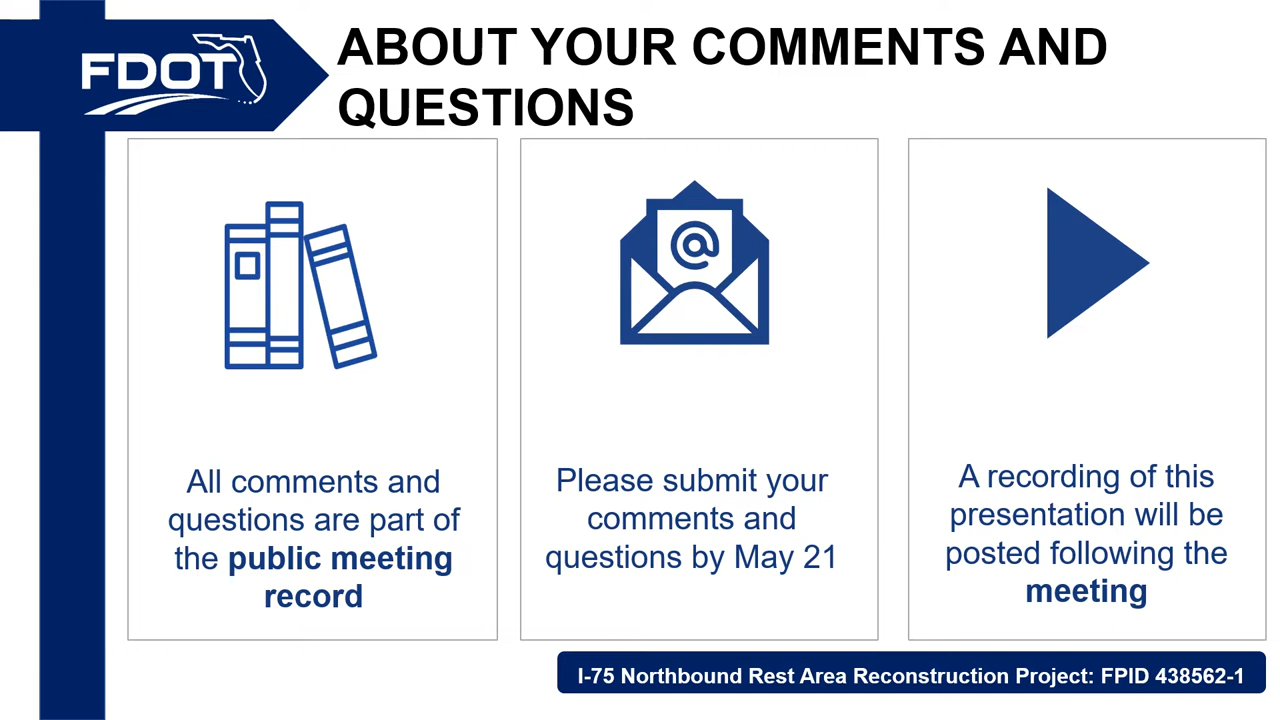 FDOT
ABOUT YOUR COMMENTS AND
QUESTIONS
@
All comments and
questions are part of
the public meeting
record
Please submit your
comments and
questions by May 21
A recording of this
presentation will be
posted following the
meeting
I-75 Northbound Rest Area Reconstruction Project: FPID 438562-1